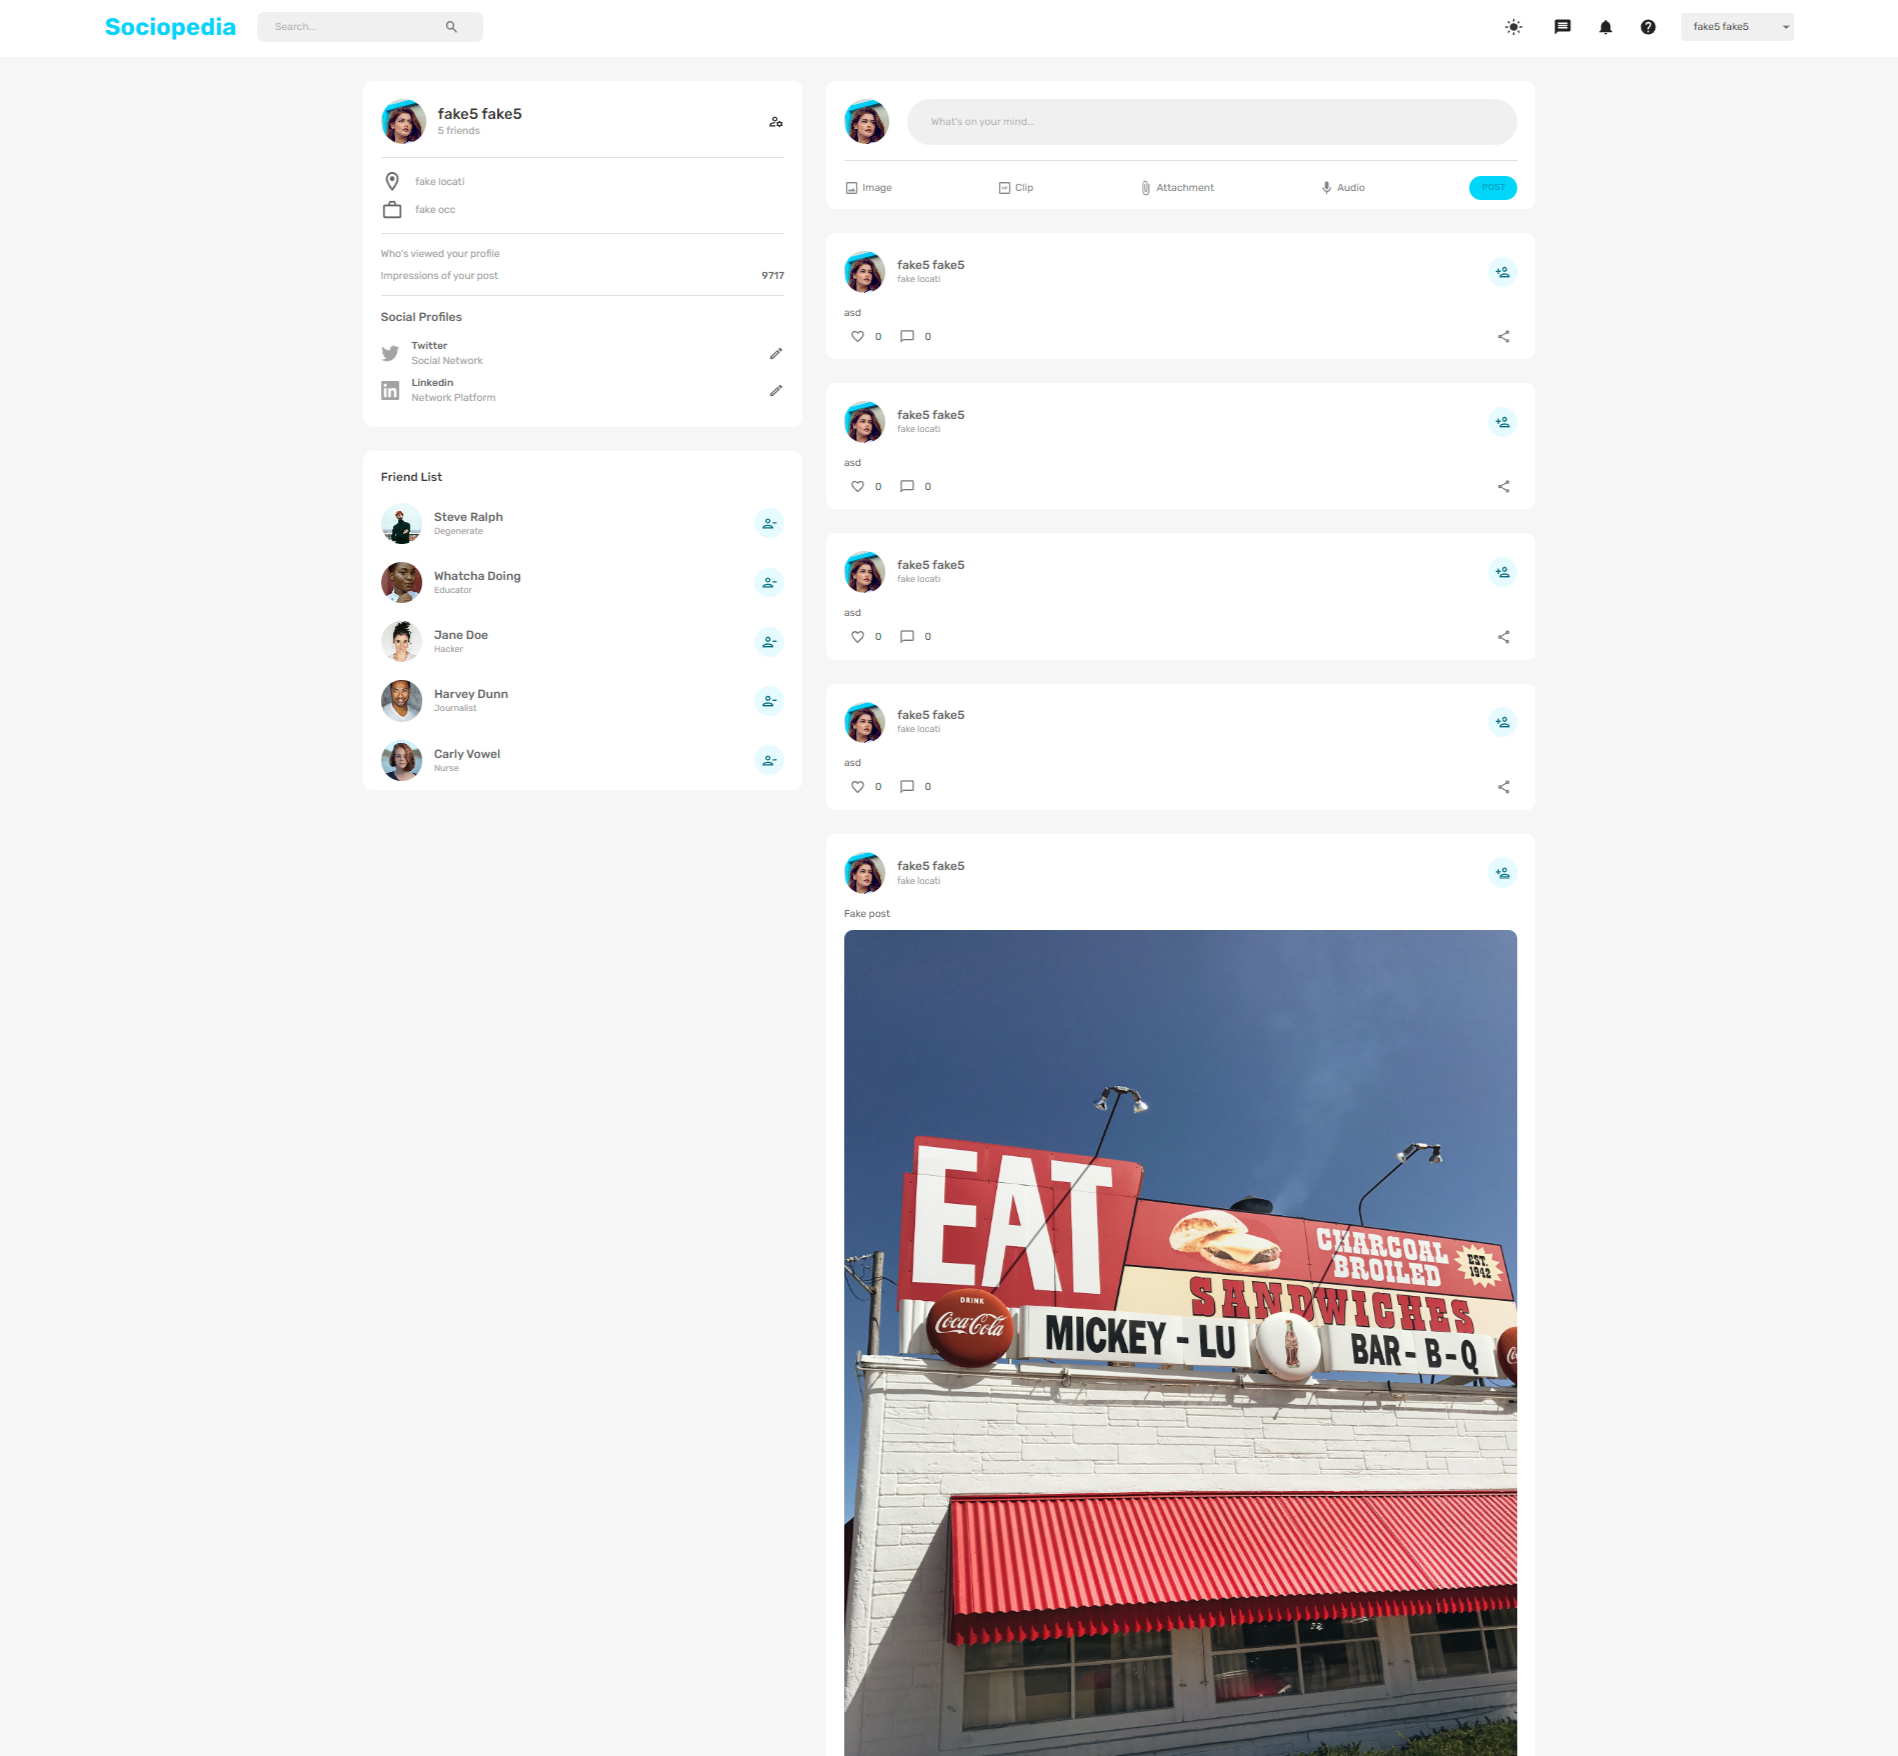 Sociopedia
Search...
fake5 fake5
fake5 fake5
5 friends
fake locati
fake occ
Who's viewed your profile
Impressions of your post 9717
Social Profiles
Twitter
Social Network
Linkedin
Network Platform
Friend List
Steve Ralph
Degenerate
Whatcha Doing
Educator
Jane Doe
Hacker
Harvey Dunn
Journalist
Carly Vowel
Nurse
What's on your mind...
Image Clip Attachment Audio POST
fake5 fake5
fake locati
asd
0 0
fake5 fake5
fake locati
asd
0 0
fake5 fake5
fake locati
asd
0 0
fake5 fake5
fake locati
asd
0 0
fake5 fake5
fake locati
Fake post
EAT
CHARCOAL
BROILED
EST.
1942
SANDWICHES
DRINK
Coca-Cola
MICKEY - LU
BAR - B - Q